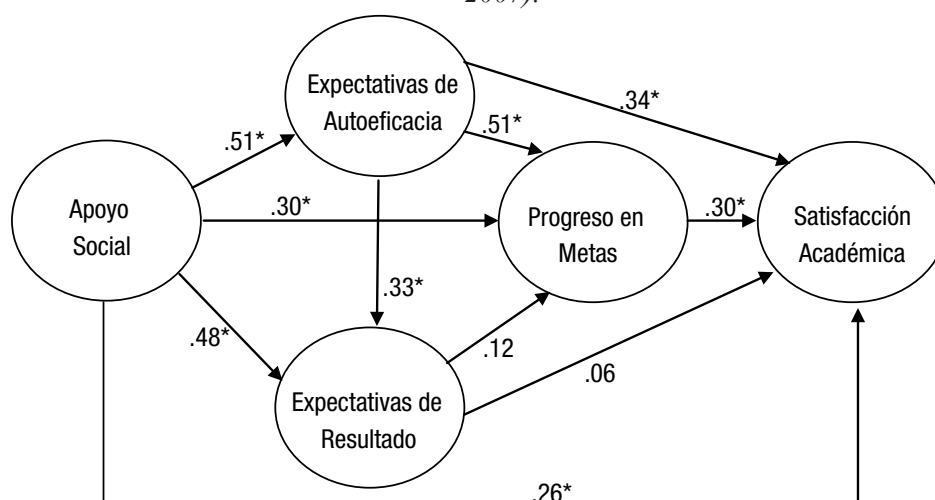 2007).
Expectativas de
Autoeficacia
.34*
.51*
.51*
Apoyo
Social
.30*
Progreso en
Metas
.30*
Satisfacción
Académica
.33*
.48*
.12
.06
Expectativas de
Resultado
.26*